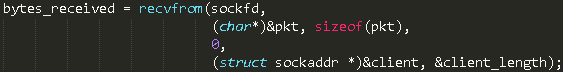 bytes_received = recvfrom(sockfd,
(char*)&pkt, sizeof(pkt),
0,
(struct sockaddr *)&client, &client_length);